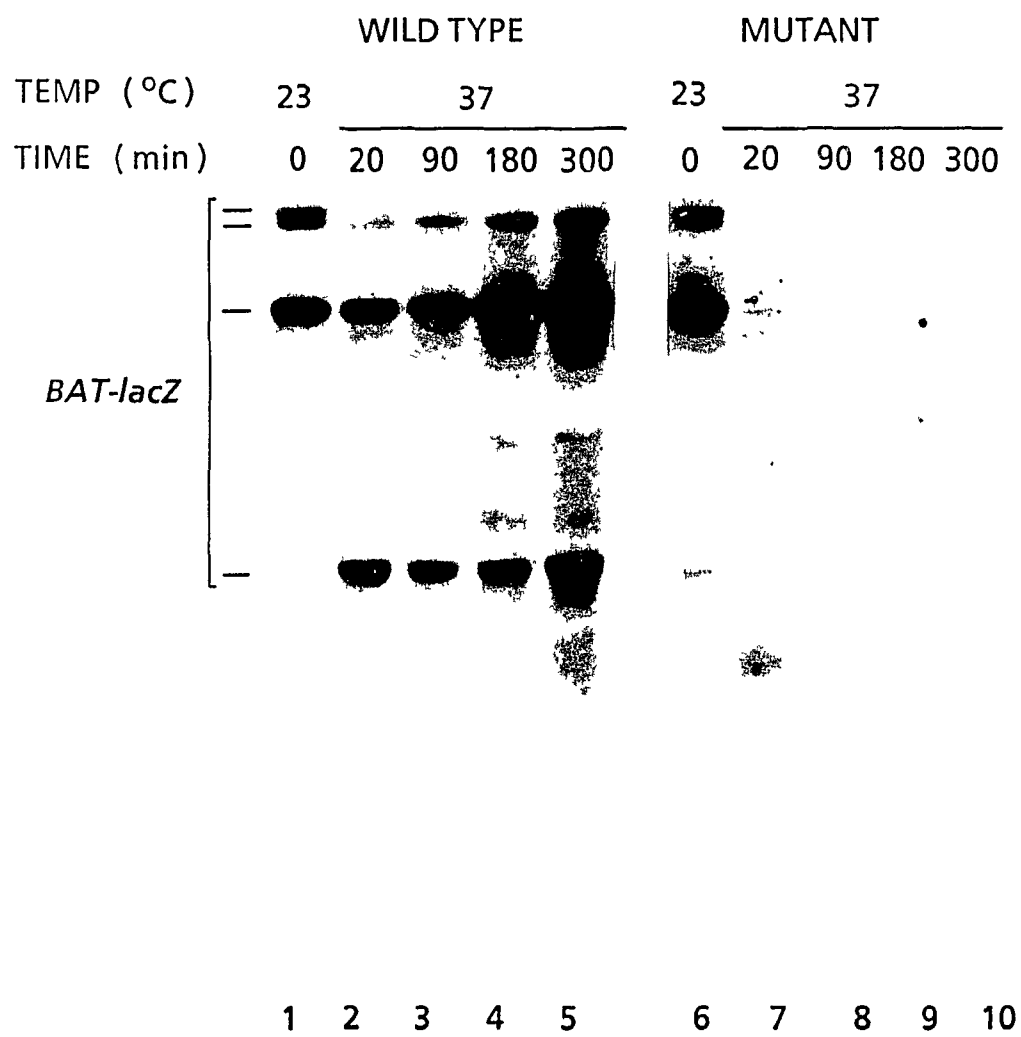 WILD TYPE MUTANT
TEMP (°C) 23 37 23 37
TIME (min) 0 20 90 180 300 0 20 90 180 300
BAT-lacZ
1 2 3 4 5 6 7 8 9 10